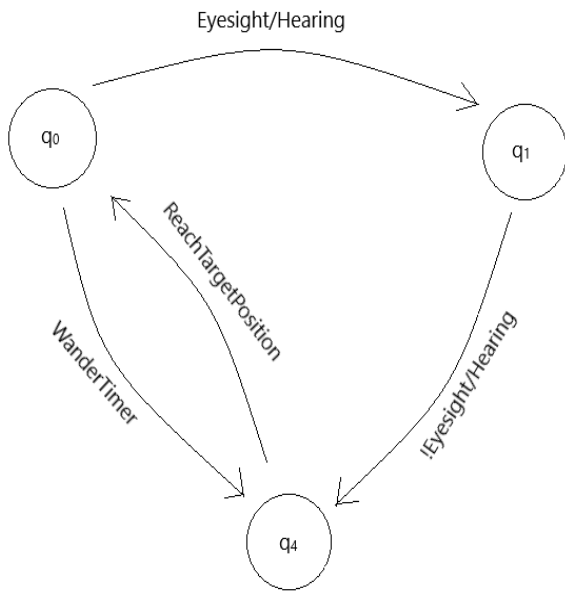 Eyesight/Hearing
q₀
q₁
ReachTargetPosition
WanderTimer
!Eyesight/Hearing
q₄